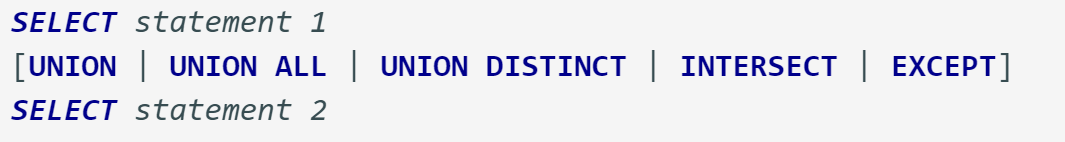 SELECT statement 1
[UNION | UNION ALL | UNION DISTINCT | INTERSECT | EXCEPT]
SELECT statement 2